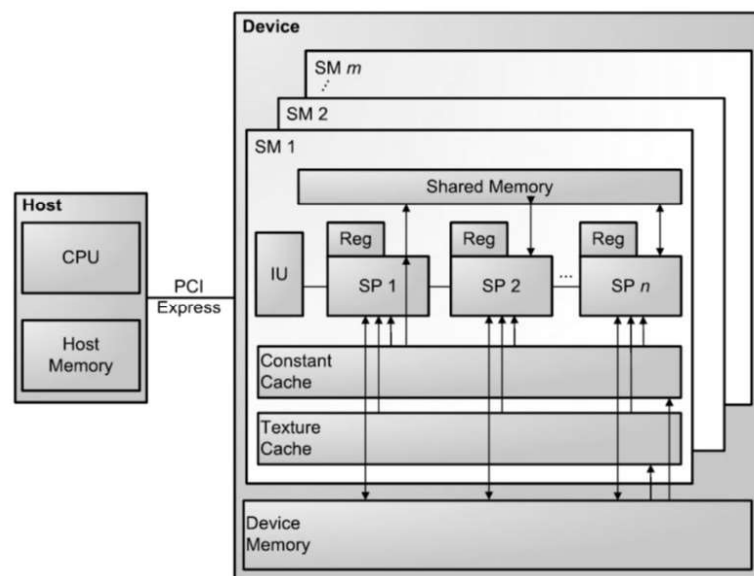 Device
SM m
...
SM 2
SM 1
Shared Memory
Host
CPU
Host
Memory
PCI
Express
IU
Reg
Reg
Reg
SP 1
SP 2
...
SP n
Constant
Cache
Texture
Cache
Device
Memory